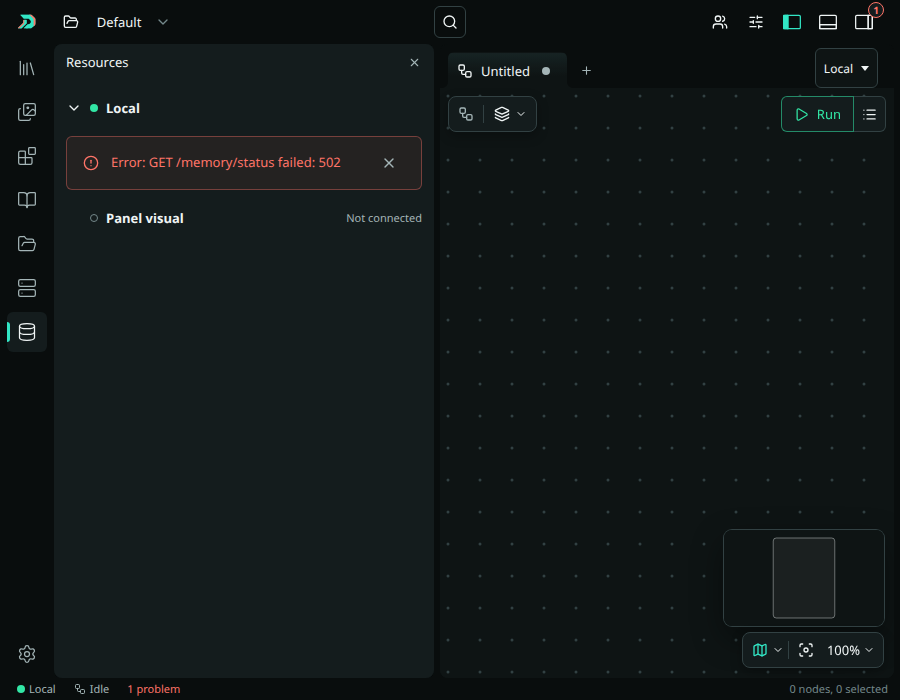 Default
1
Resources
Untitled
Local
Local
Run
Error: GET /memory/status failed: 502
Panel visual
Not connected
100%
Local
Idle
1 problem
0 nodes, 0 selected